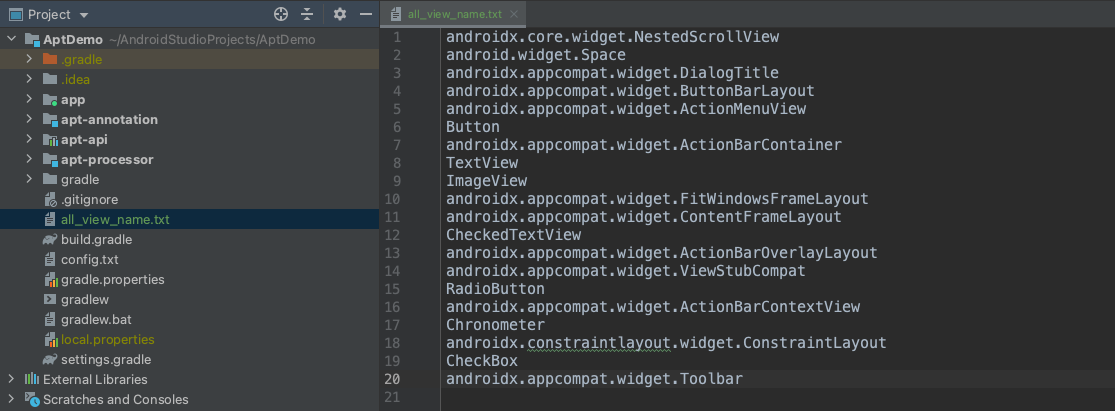 Project
AptDemo ~/AndroidStudioProjects/AptDemo
.gradle
.idea
app
apt-annotation
apt-api
apt-processor
gradle
.gitignore
all_view_name.txt
build.gradle
config.txt
gradle.properties
gradlew
gradlew.bat
local.properties
settings.gradle
External Libraries
Scratches and Consoles
all_view_name.txt
1 androidx.core.widget.NestedScrollView
2 android.widget.Space
3 androidx.appcompat.widget.DialogTitle
4 androidx.appcompat.widget.ButtonBarLayout
5 androidx.appcompat.widget.ActionMenuView
6 Button
7 androidx.appcompat.widget.ActionBarContainer
8 TextView
9 ImageView
10 androidx.appcompat.widget.FitWindowsFrameLayout
11 androidx.appcompat.widget.ContentFrameLayout
12 CheckedTextView
13 androidx.appcompat.widget.ActionBarOverlayLayout
14 androidx.appcompat.widget.ViewStubCompat
15 RadioButton
16 androidx.appcompat.widget.ActionBarContextView
17 Chronometer
18 androidx.constraintlayout.widget.ConstraintLayout
19 CheckBox
20 androidx.appcompat.widget.Toolbar
21